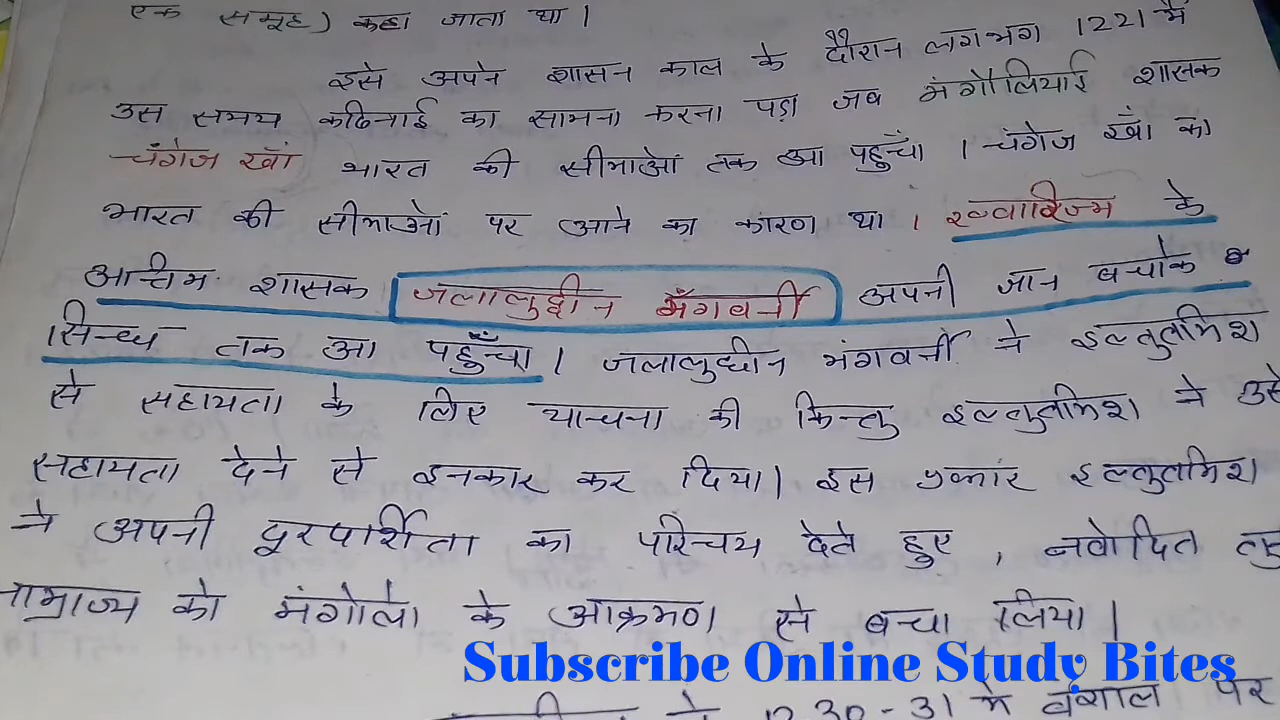 एक समूह) कहा जाता था।
इसे अपने शासन काल के दौरान लगभग 1221 में
उस समय कठिनाई का सामना करना पड़ा जब मंगोलियाई शासक
चंगेज खाँ भारत की सीमाओं तक आ पहुँचा। चंगेज खाँ का
भारत की सीमाओं पर आने का कारण था। ख्वारिज्म के
अन्तिम शासक जलालुद्दीन मँगवर्नी अपनी जान बचाके
सिन्ध तक आ पहुँचा। जलालुद्दीन मंगवर्नी ने इल्तुतमिश
से सहायता के लिए याचना की किन्तु इल्तुतमिश ने उसे
सहायता देने से इनकार कर दिया। इस प्रकार इल्तुतमिश
ने अपनी दूरदर्शिता का परिचय देते हुए, नवोदित
को मंगोलो के आक्रमण से बचा लिया।
Subscribe Online Study Bites
ने 1230-31 में बंगाल पर